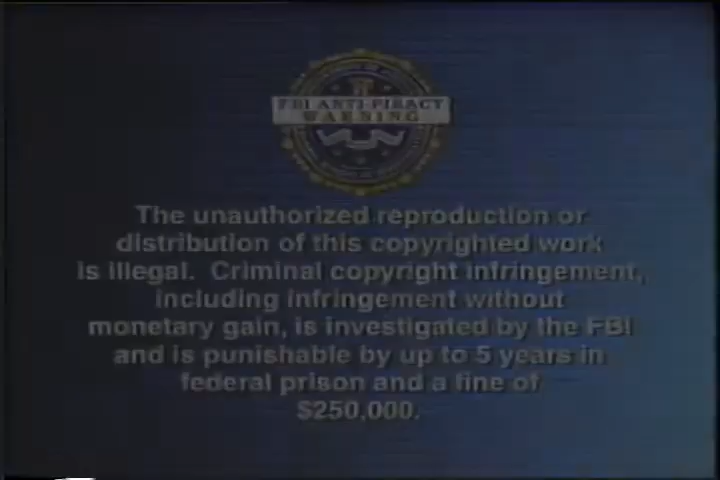 FBI ANTI-PIRACY
WARNING
The unauthorized reproduction or
distribution of this copyrighted work
is illegal. Criminal copyright infringement,
including infringement without
monetary gain, is investigated by the FBI
and is punishable by up to 5 years in
federal prison and a fine of
$250,000.